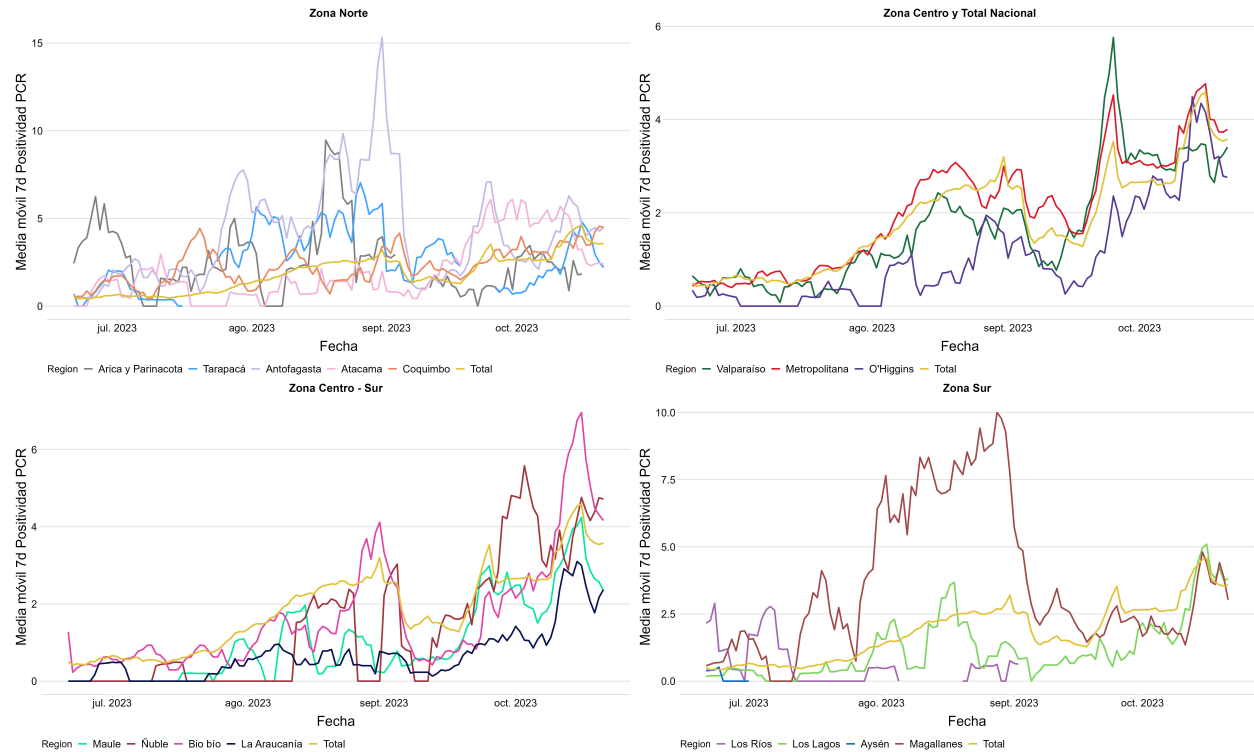 Zona Norte
Media móvil 7d Positividad PCR
15
10
5
0
jul. 2023 ago. 2023 sept. 2023 oct. 2023
Fecha
Region Arica y Parinacota Tarapacá Antofagasta Atacama Coquimbo Total
Zona Centro y Total Nacional
Media móvil 7d Positividad PCR
6
4
2
0
jul. 2023 ago. 2023 sept. 2023 oct. 2023
Fecha
Region Valparaíso Metropolitana O'Higgins Total
Zona Centro - Sur
Media móvil 7d Positividad PCR
6
4
2
0
jul. 2023 ago. 2023 sept. 2023 oct. 2023
Fecha
Region Maule Ñuble Bio bío La Araucanía Total
Zona Sur
Media móvil 7d Positividad PCR
10.0
7.5
5.0
2.5
0.0
jul. 2023 ago. 2023 sept. 2023 oct. 2023
Fecha
Region Los Ríos Los Lagos Aysén Magallanes Total